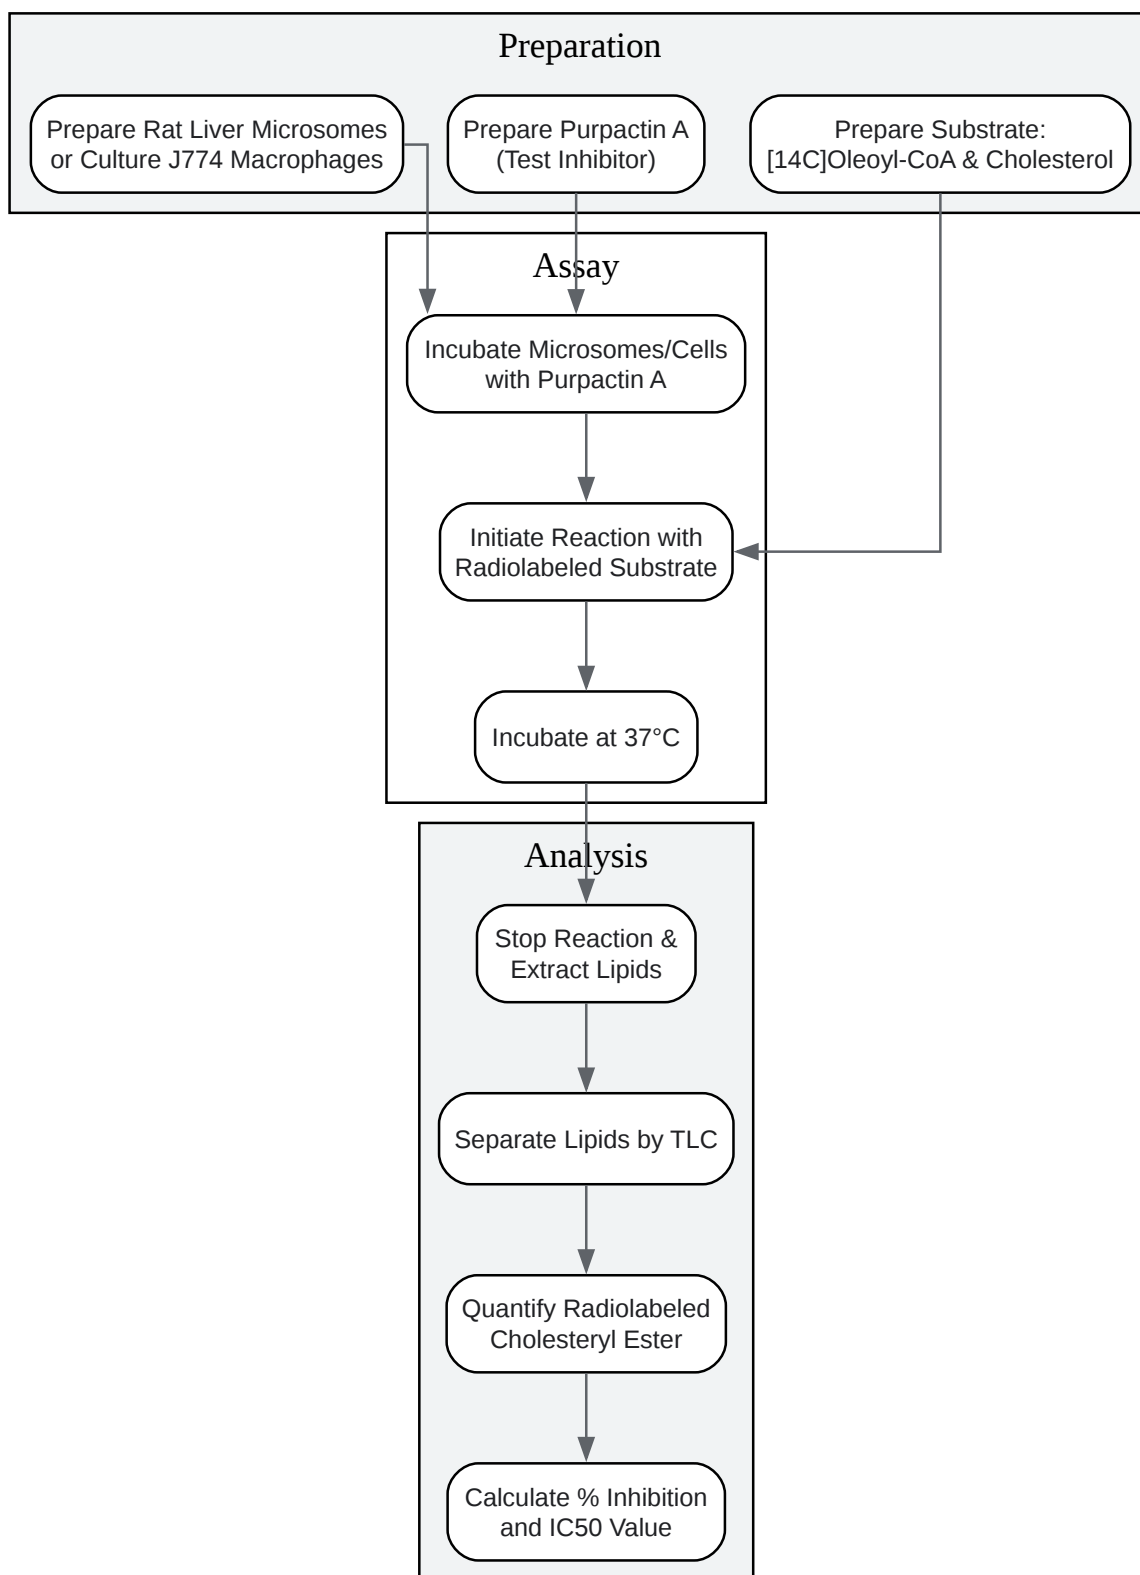 Preparation
Prepare Rat Liver Microsomes
or Culture J774 Macrophages
Prepare Purpactin A
(Test Inhibitor)
Prepare Substrate:
[14C]Oleoyl-CoA & Cholesterol
Assay
Incubate Microsomes/Cells
with Purpactin A
Initiate Reaction with
Radiolabeled Substrate
Incubate at 37°C
Analysis
Stop Reaction &
Extract Lipids
Separate Lipids by TLC
Quantify Radiolabeled
Cholesteryl Ester
Calculate % Inhibition
and IC50 Value